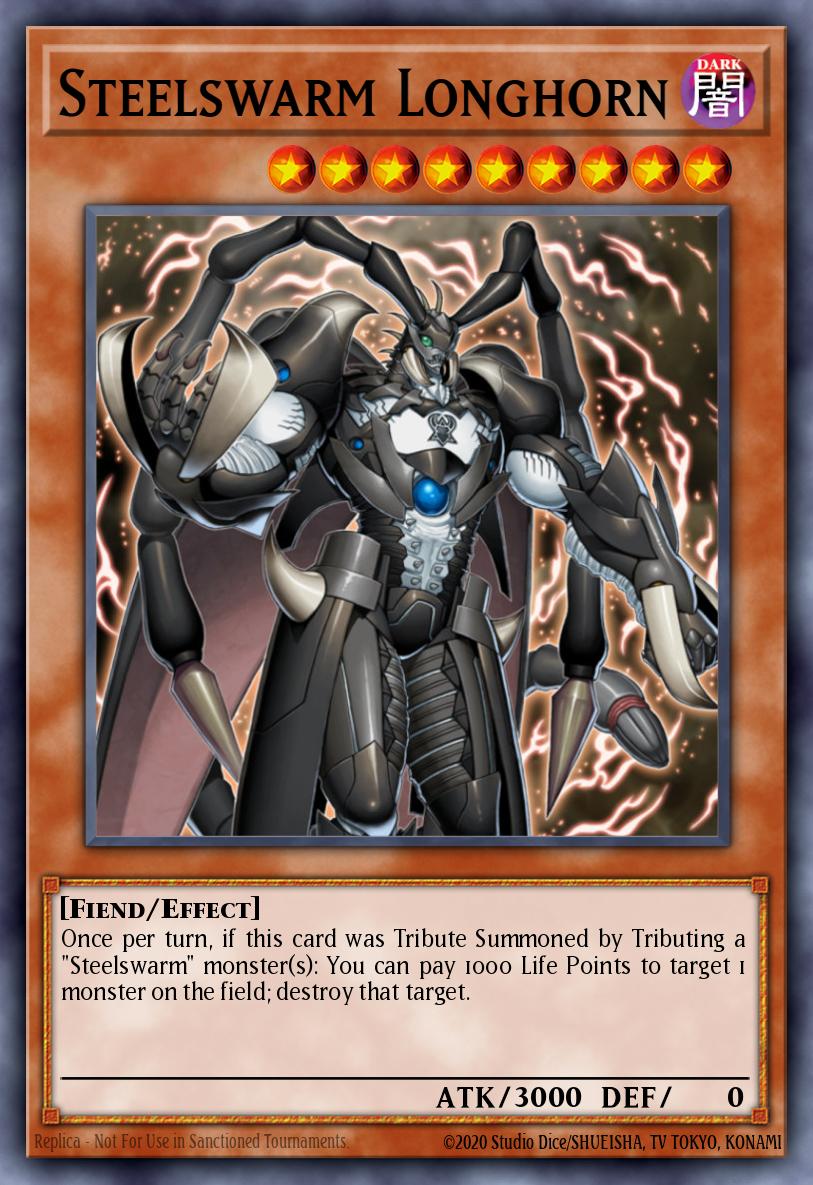 Steelswarm Longhorn
DARK
闇
[Fiend/Effect]
Once per turn, if this card was Tribute Summoned by Tributing a
"Steelswarm" monster(s): You can pay 1000 Life Points to target 1
monster on the field; destroy that target.
ATK/3000 DEF/ 0
Replica - Not For Use in Sanctioned Tournaments.
©2020 Studio Dice/SHUEISHA, TV TOKYO, KONAMI